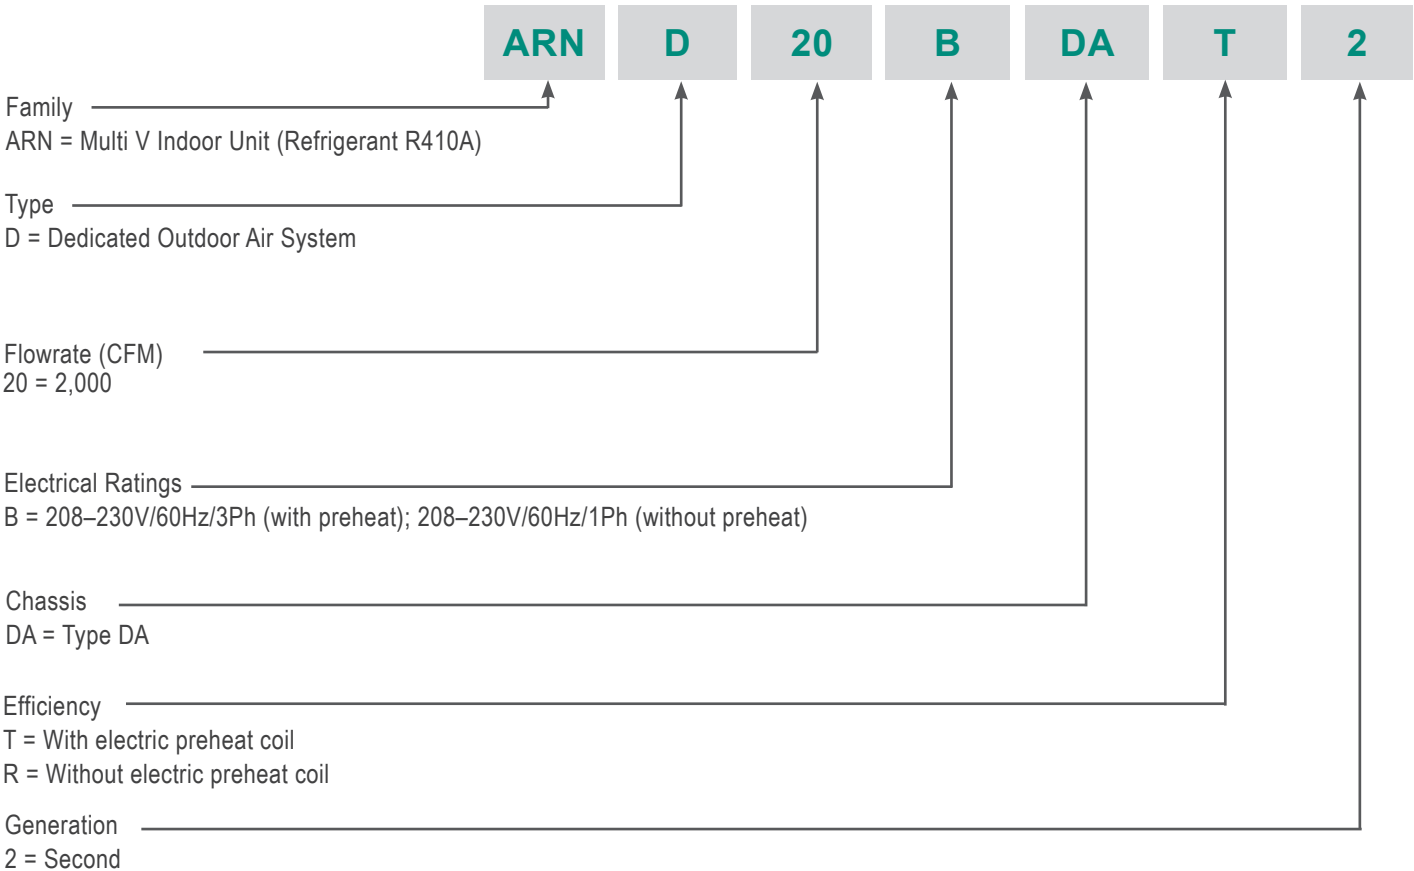 ARN D 20 B DA T 2
Family
ARN = Multi V Indoor Unit (Refrigerant R410A)
Type
D = Dedicated Outdoor Air System
Flowrate (CFM)
20 = 2,000
Electrical Ratings
B = 208–230V/60Hz/3Ph (with preheat); 208–230V/60Hz/1Ph (without preheat)
Chassis
DA = Type DA
Efficiency
T = With electric preheat coil
R = Without electric preheat coil
Generation
2 = Second